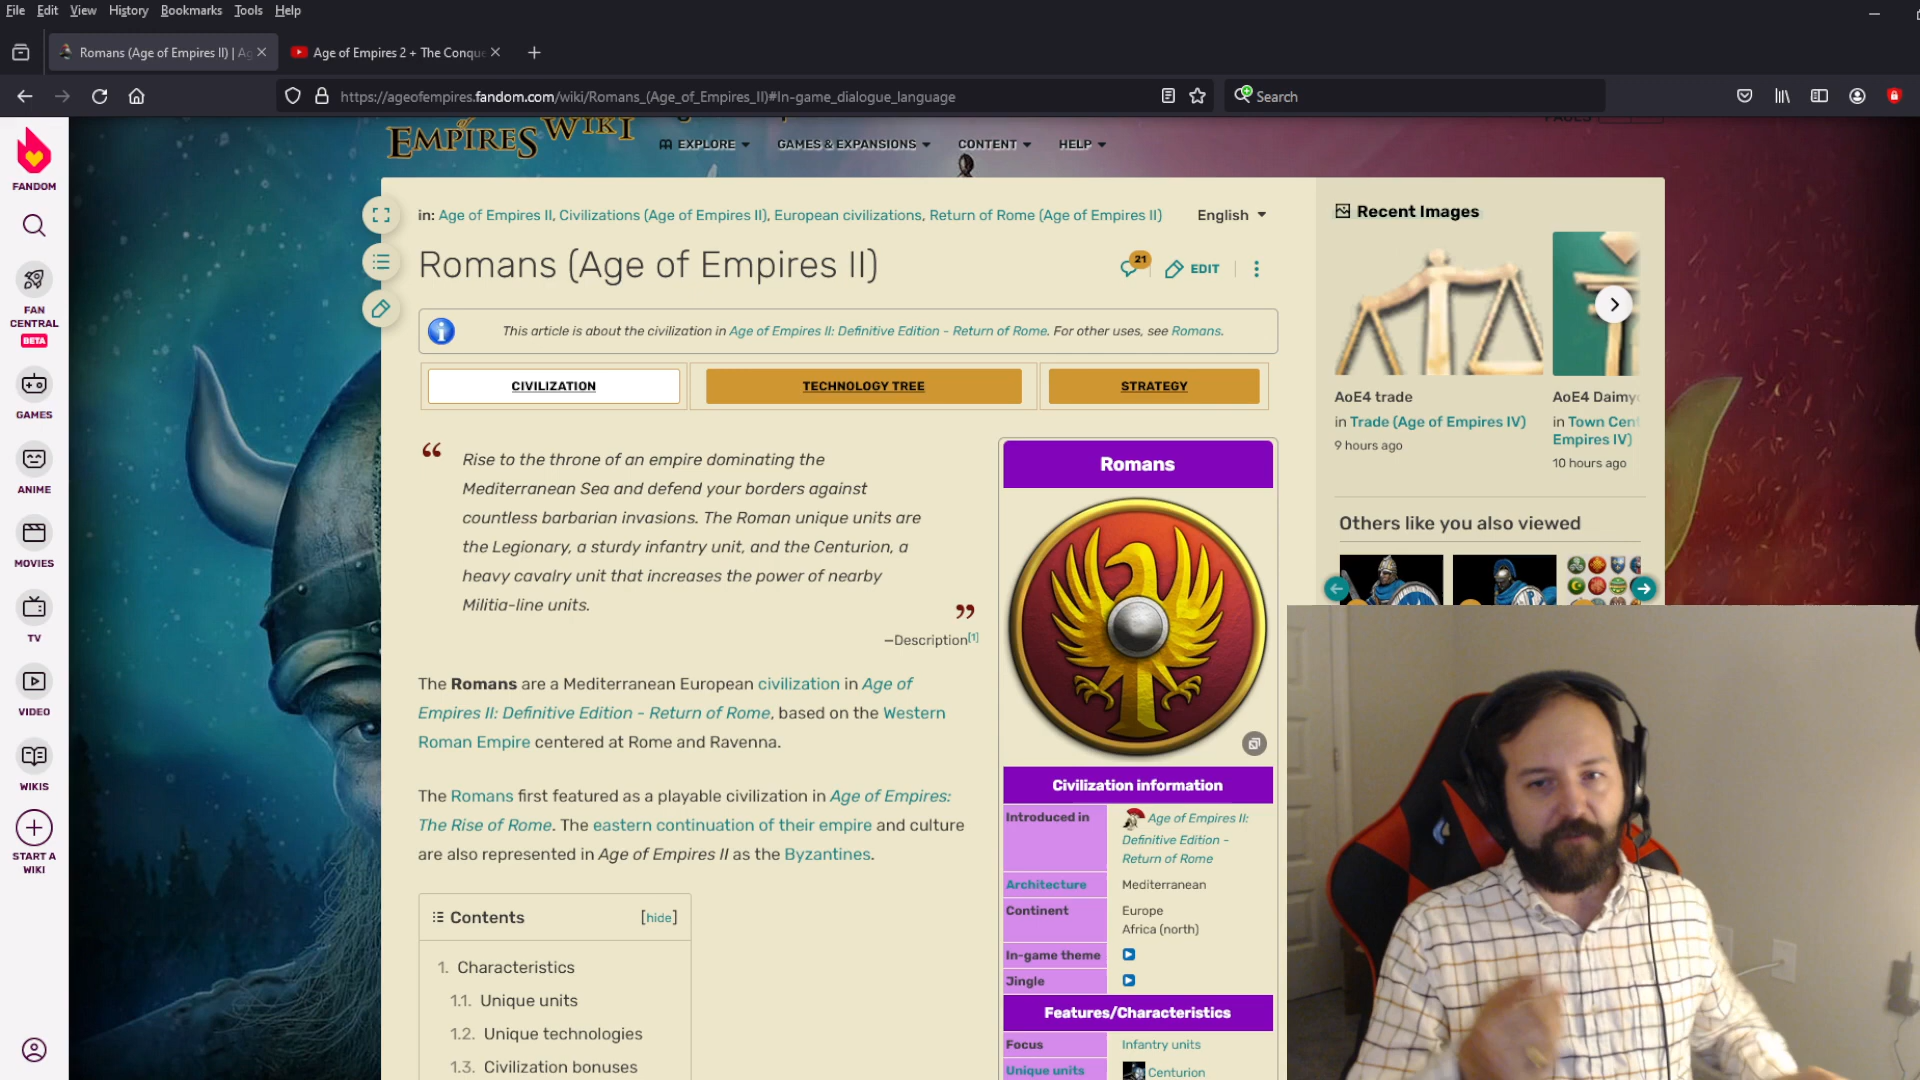 File Edit View History Bookmarks Tools Help
Romans (Age of Empires II) | Ag
Age of Empires 2 + The Conque
https://ageofempires.fandom.com/wiki/Romans_(Age_of_Empires_II)#In-game_dialogue_language
Search
FANDOM
FAN CENTRAL
BETA
GAMES
ANIME
MOVIES
TV
VIDEO
WIKIS
START A WIKI
of
EMPIRES WIKI
EXPLORE
GAMES & EXPANSIONS
CONTENT
HELP
PAGES
in: Age of Empires II, Civilizations (Age of Empires II), European civilizations, Return of Rome (Age of Empires II)
English
Romans (Age of Empires II)
21
EDIT
This article is about the civilization in Age of Empires II: Definitive Edition - Return of Rome. For other uses, see Romans.
CIVILIZATION
TECHNOLOGY TREE
STRATEGY
“
Rise to the throne of an empire dominating the
Mediterranean Sea and defend your borders against
countless barbarian invasions. The Roman unique units are
the Legionary, a sturdy infantry unit, and the Centurion, a
heavy cavalry unit that increases the power of nearby
Militia-line units.
”
—Description[1]
The Romans are a Mediterranean European civilization in Age of
Empires II: Definitive Edition - Return of Rome, based on the Western
Roman Empire centered at Rome and Ravenna.
The Romans first featured as a playable civilization in Age of Empires:
The Rise of Rome. The eastern continuation of their empire and culture
are also represented in Age of Empires II as the Byzantines.
Contents [hide]
1. Characteristics
1.1. Unique units
1.2. Unique technologies
1.3. Civilization bonuses
Romans
Civilization information
Introduced in
Age of Empires II:
Definitive Edition -
Return of Rome
Architecture Mediterranean
Continent Europe
Africa (north)
In-game theme
Jingle
Features/Characteristics
Focus Infantry units
Unique units Centurion
Recent Images
AoE4 trade
in Trade (Age of Empires IV)
9 hours ago
AoE4 Daimy
in Town Cent
Empires IV)
10 hours ago
Others like you also viewed